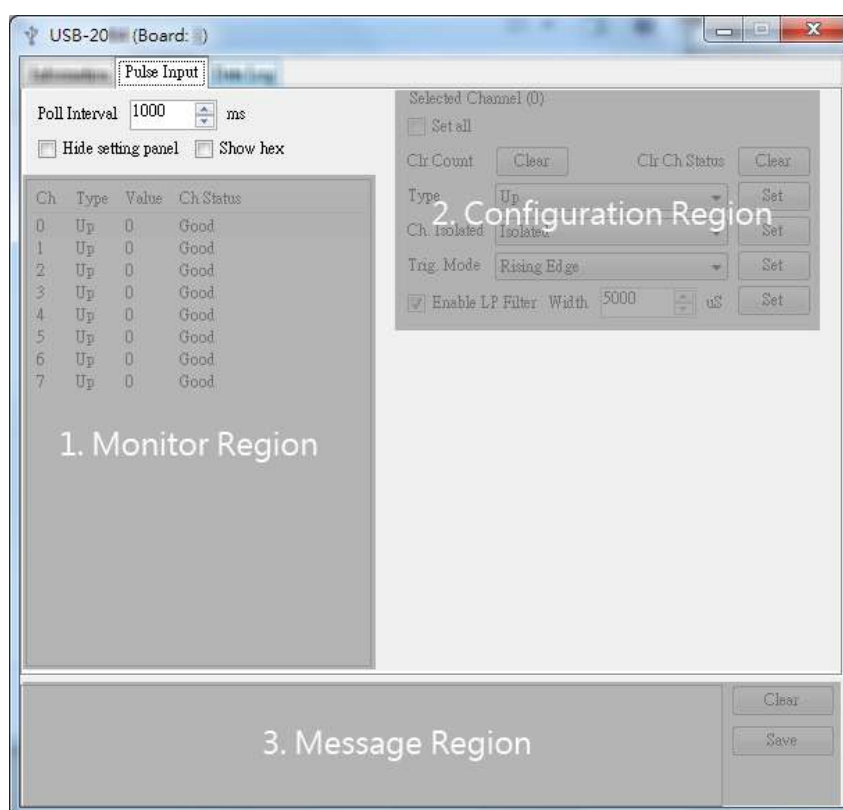 USB-20 (Board: )
Pulse Input
Poll Interval 1000 ms
Hide setting panel Show hex
Ch Type Value Ch Status
0 Up 0 Good
1 Up 0 Good
2 Up 0 Good
3 Up 0 Good
4 Up 0 Good
5 Up 0 Good
6 Up 0 Good
7 Up 0 Good
1. Monitor Region
Selected Channel (0)
Set all
Clr Count Clear Clr Ch Status Clear
Type Up Set
2. Configuration Region
Ch. Isolated Isolated Set
Trig. Mode Rising Edge Set
Enable LP Filter Width 5000 uS Set
3. Message Region
Clear
Save